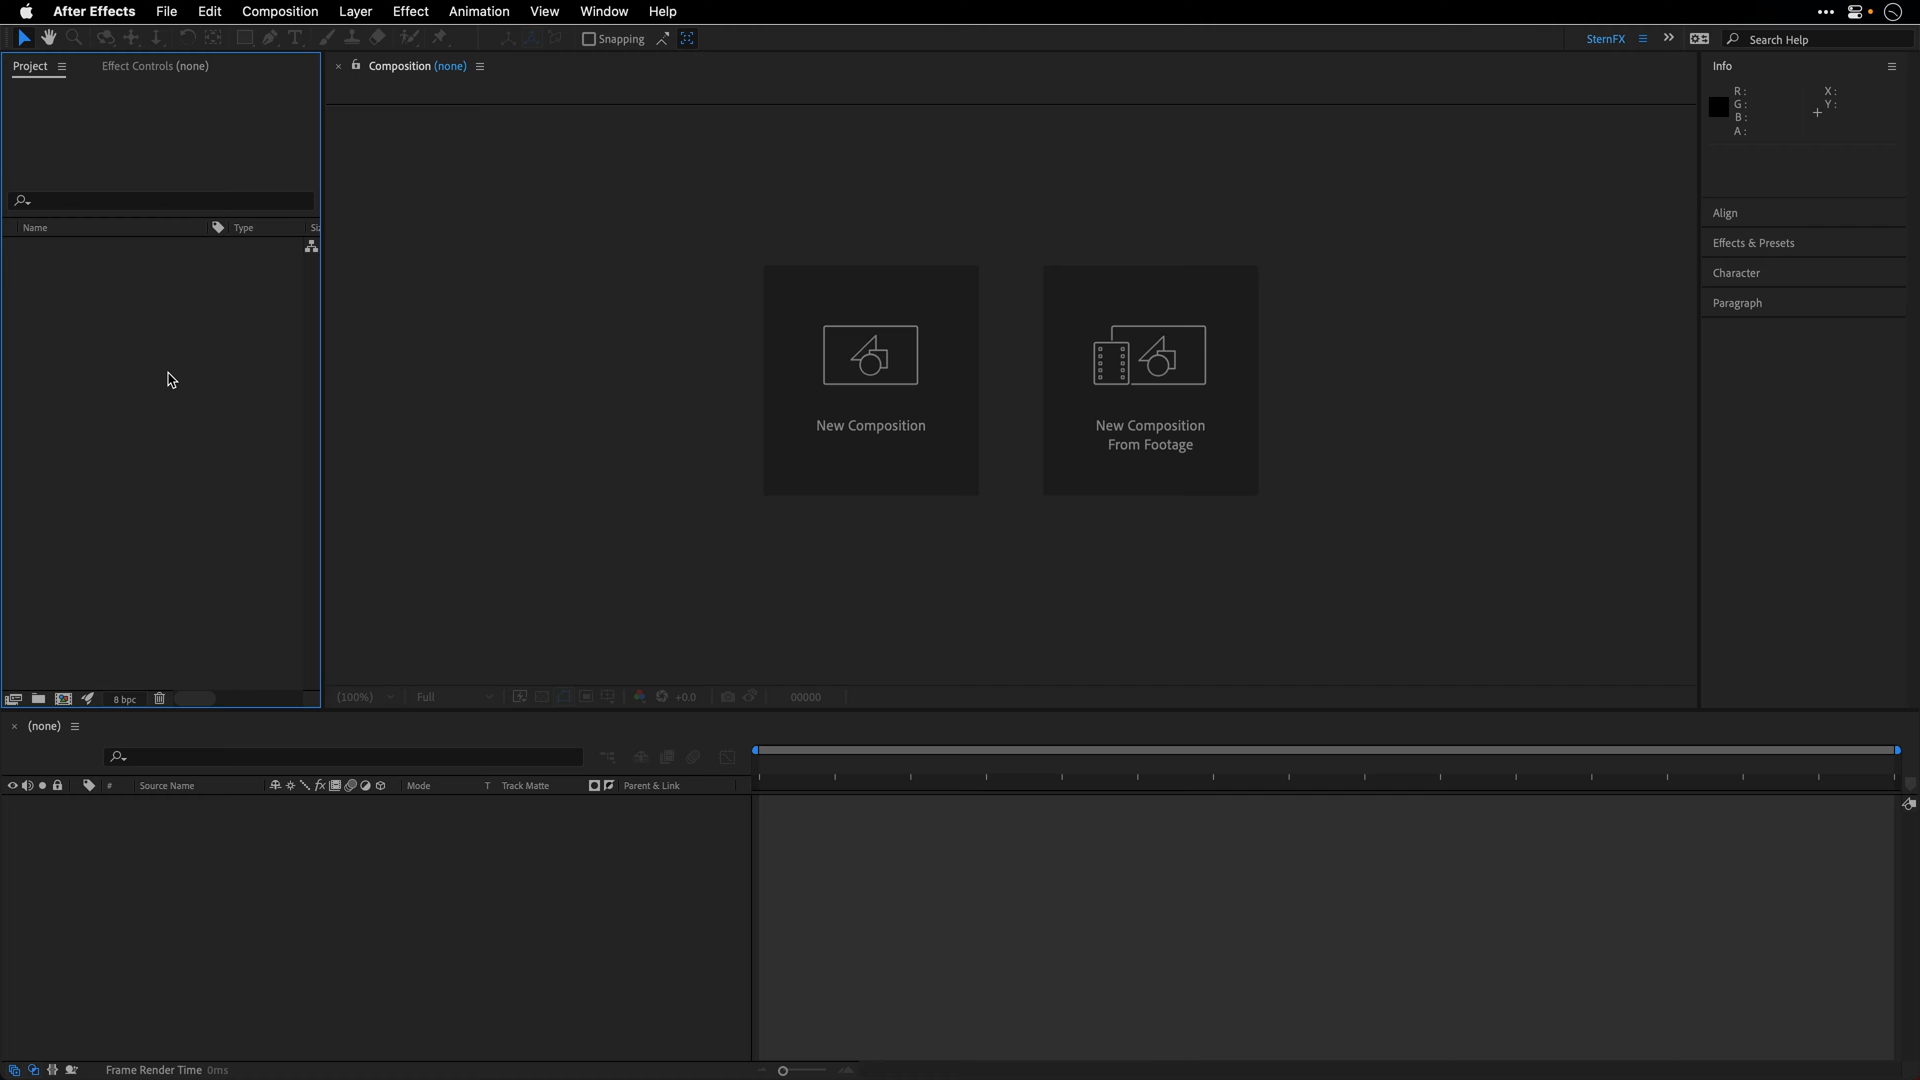 After Effects File Edit Composition Layer Effect Animation View Window Help
Snapping
SternFX
Search Help
Project
Effect Controls (none)
Composition (none)
Info
R :
G :
B :
A :
X :
Y :
Align
Effects & Presets
Character
Paragraph
Name
Type
New Composition
New Composition
From Footage
8 bpc
(100%)
Full
+0.0
00000
(none)
#
Source Name
fx
Mode
T
Track Matte
Parent & Link
Frame Render Time 0ms